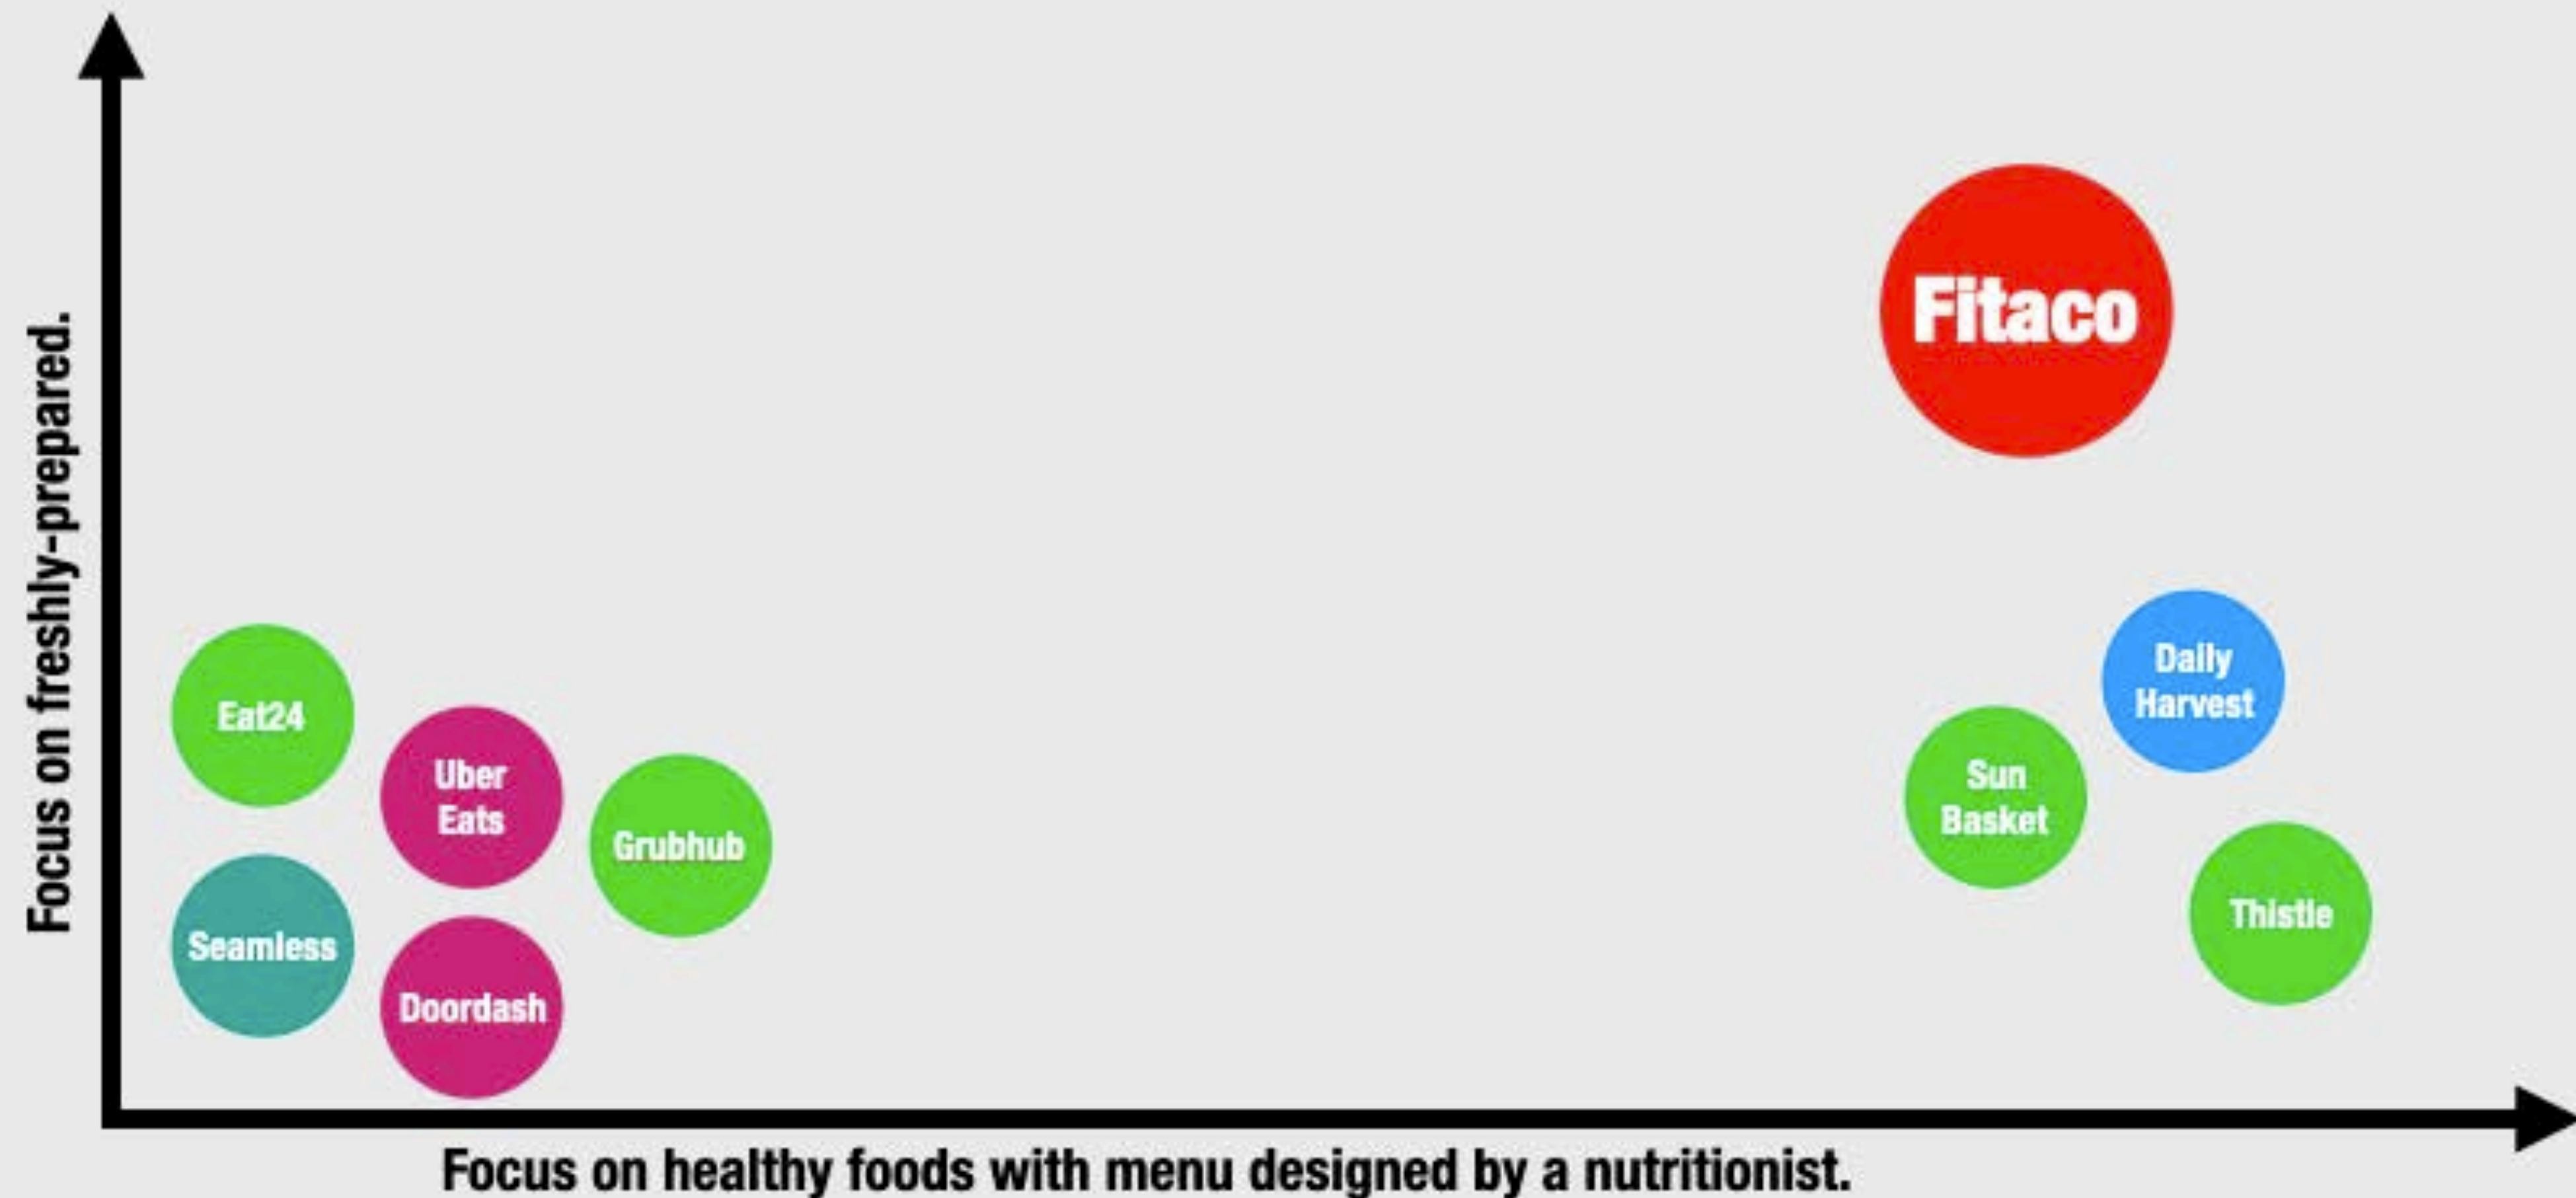 Focus on freshly-prepared.
Fitaco
Eat24
Uber
Eats
Grubhub
Seamless
Doordash
Daily
Harvest
Sun
Basket
Thistle
Focus on healthy foods with menu designed by a nutritionist.